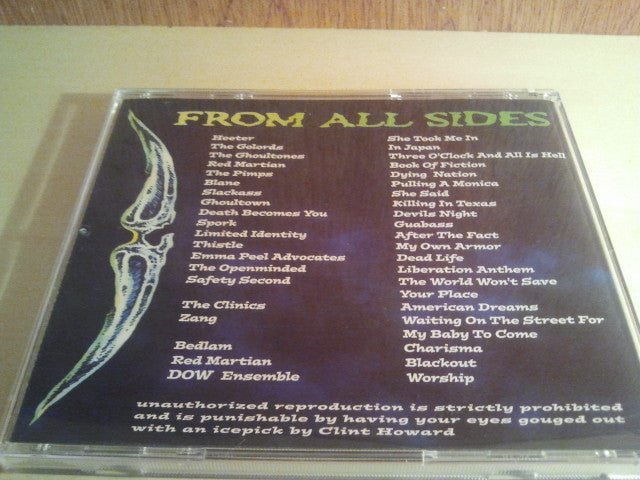 FROM ALL SIDES
Heeter
The Golords
The Ghoultones
Red Martian
The Pimps
Blane
Slackass
Ghoultown
Death Becomes You
Spork
Limited Identity
Thistle
Emma Peel Advocates
The Openminded
Safety Second
The Clinics
Zang
Bedlam
Red Martian
DOW Ensemble
She Took Me In
In Japan
Three O'Clock And All Is Hell
Book Of Fiction
Dying Nation
Pulling A Monica
She Said
Killing In Texas
Devils Night
Guabass
After The Fact
My Own Armor
Dead Life
Liberation Anthem
The World Won't Save
Your Place
American Dreams
Waiting On The Street For
My Baby To Come
Charisma
Blackout
Worship
unauthorized reproduction is strictly prohibited
and is punishable by having your eyes gouged out
with an icepick by Clint Howard